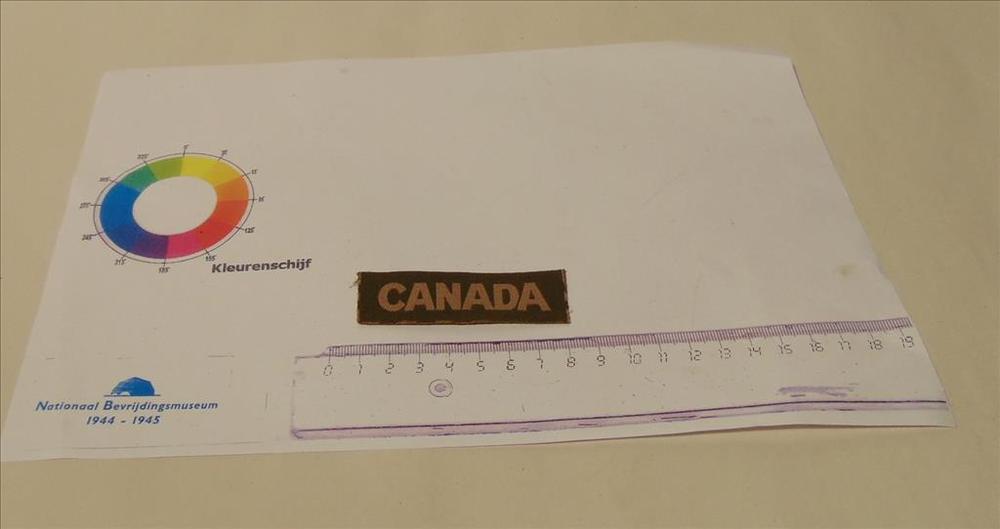 Kleurenschijf
CANADA
0 1 2 3 4 5 6 7 8 9 10 11 12 13 14 15 16 17 18 19
Nationaal Bevrijdingsmuseum
1944 - 1945